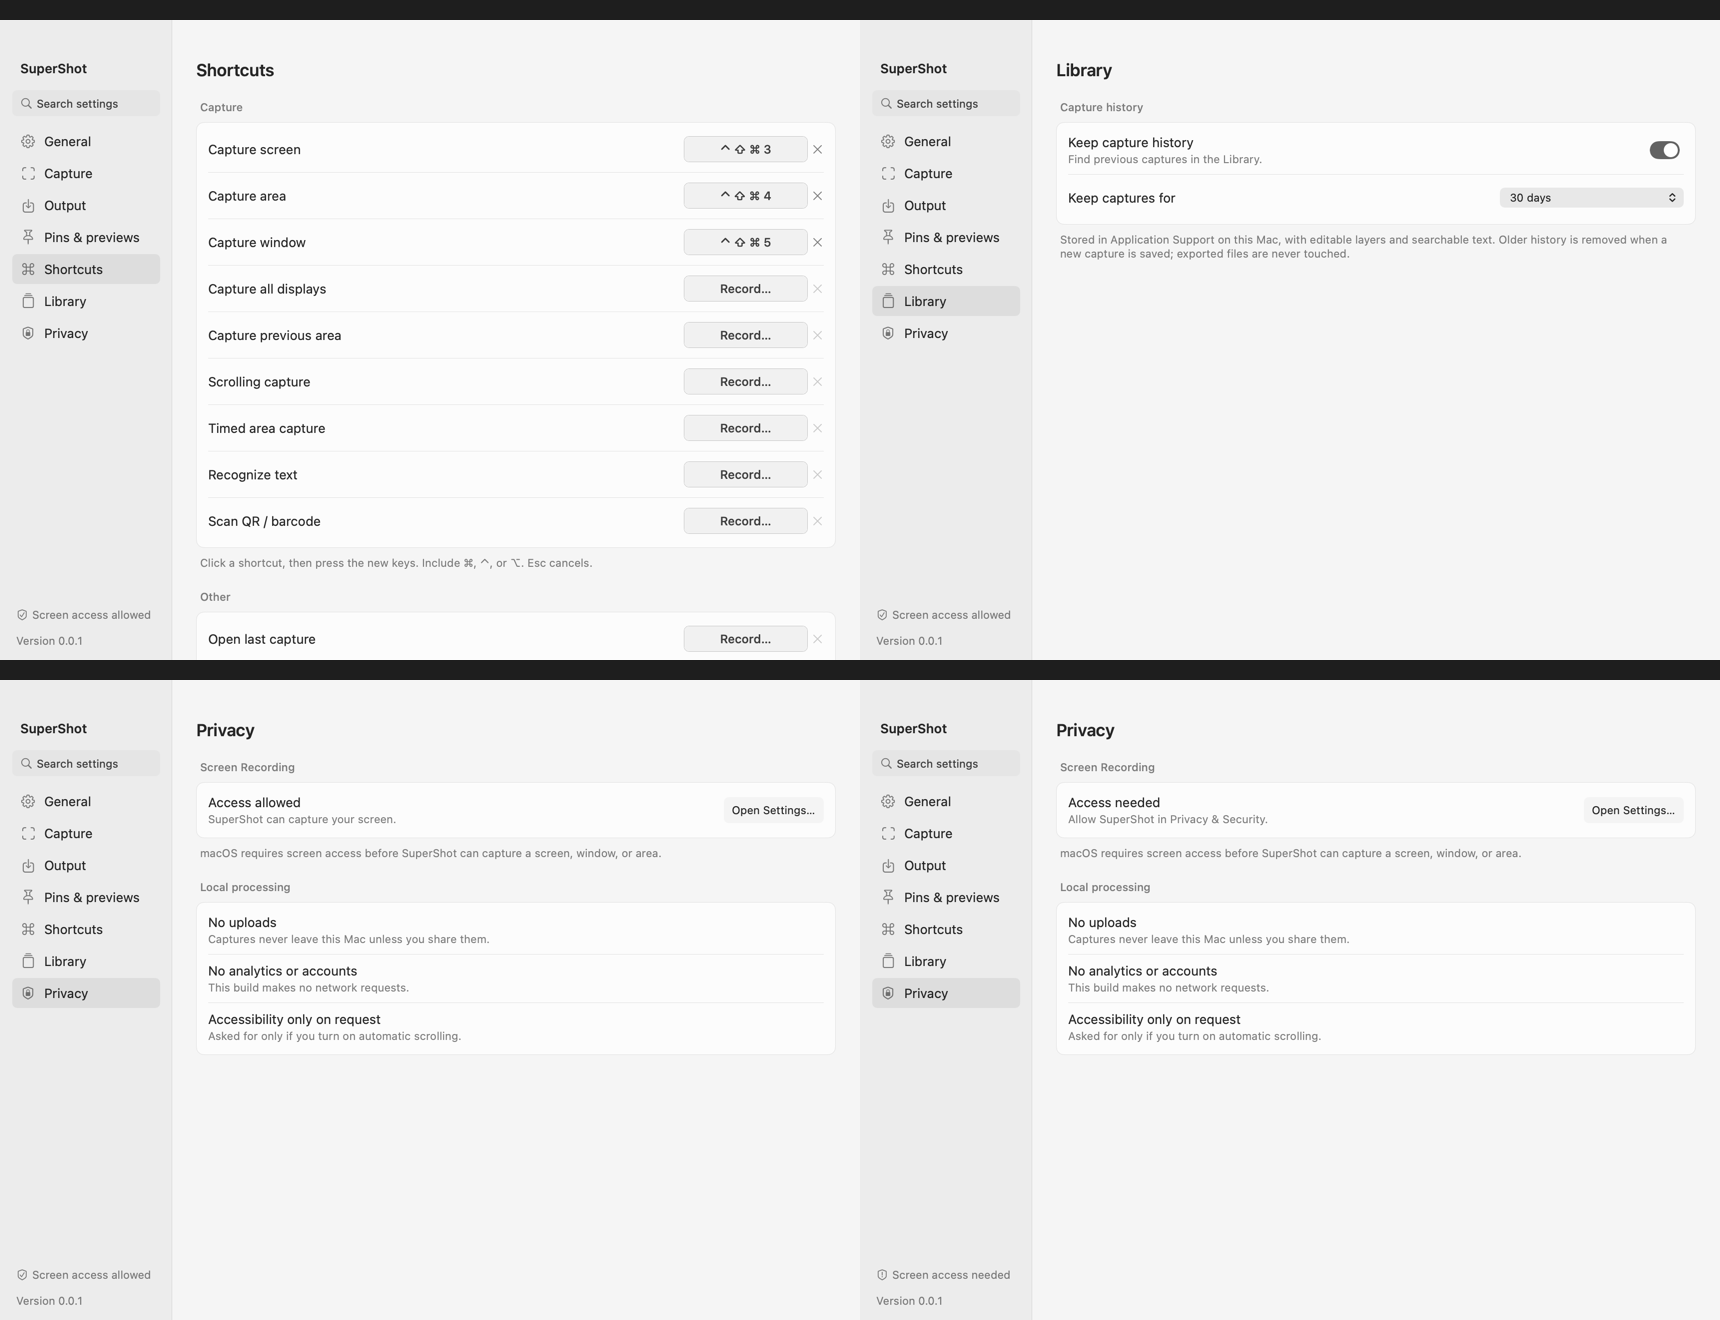 SuperShot
Search settings
General
Capture
Output
Pins & previews
Shortcuts
Library
Privacy
Screen access allowed
Version 0.0.1
Shortcuts
Capture
Capture screen ^ ⇧ ⌘ 3
Capture area ^ ⇧ ⌘ 4
Capture window ^ ⇧ ⌘ 5
Capture all displays Record...
Capture previous area Record...
Scrolling capture Record...
Timed area capture Record...
Recognize text Record...
Scan QR / barcode Record...
Click a shortcut, then press the new keys. Include ⌘, ^, or ⌥. Esc cancels.
Other
Open last capture Record...
SuperShot
Search settings
General
Capture
Output
Pins & previews
Shortcuts
Library
Privacy
Screen access allowed
Version 0.0.1
Library
Capture history
Keep capture history
Find previous captures in the Library.
Keep captures for 30 days
Stored in Application Support on this Mac, with editable layers and searchable text. Older history is removed when a
new capture is saved; exported files are never touched.
SuperShot
Search settings
General
Capture
Output
Pins & previews
Shortcuts
Library
Privacy
Screen access allowed
Version 0.0.1
Privacy
Screen Recording
Access allowed
SuperShot can capture your screen.
Open Settings...
macOS requires screen access before SuperShot can capture a screen, window, or area.
Local processing
No uploads
Captures never leave this Mac unless you share them.
No analytics or accounts
This build makes no network requests.
Accessibility only on request
Asked for only if you turn on automatic scrolling.
SuperShot
Search settings
General
Capture
Output
Pins & previews
Shortcuts
Library
Privacy
Screen access needed
Version 0.0.1
Privacy
Screen Recording
Access needed
Allow SuperShot in Privacy & Security.
Open Settings...
macOS requires screen access before SuperShot can capture a screen, window, or area.
Local processing
No uploads
Captures never leave this Mac unless you share them.
No analytics or accounts
This build makes no network requests.
Accessibility only on request
Asked for only if you turn on automatic scrolling.